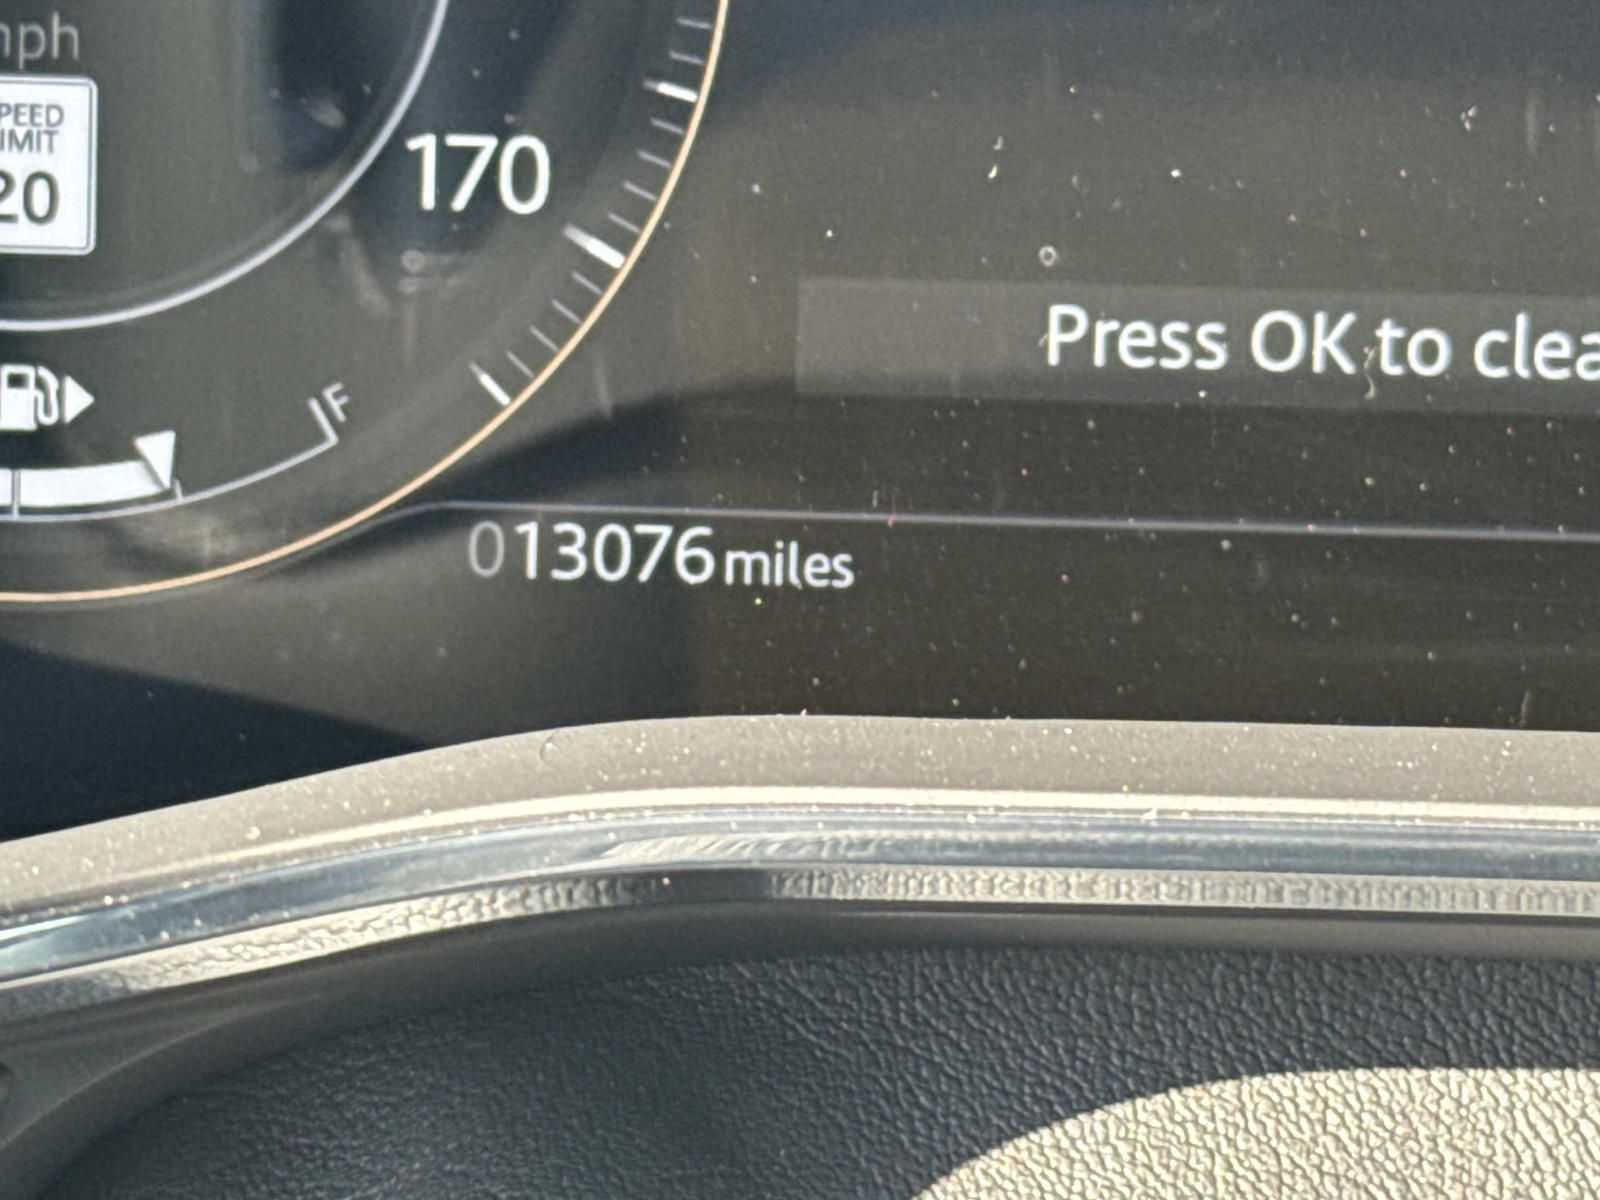 mph
SPEED
LIMIT
20
170
Press OK to clea
F
013076 miles